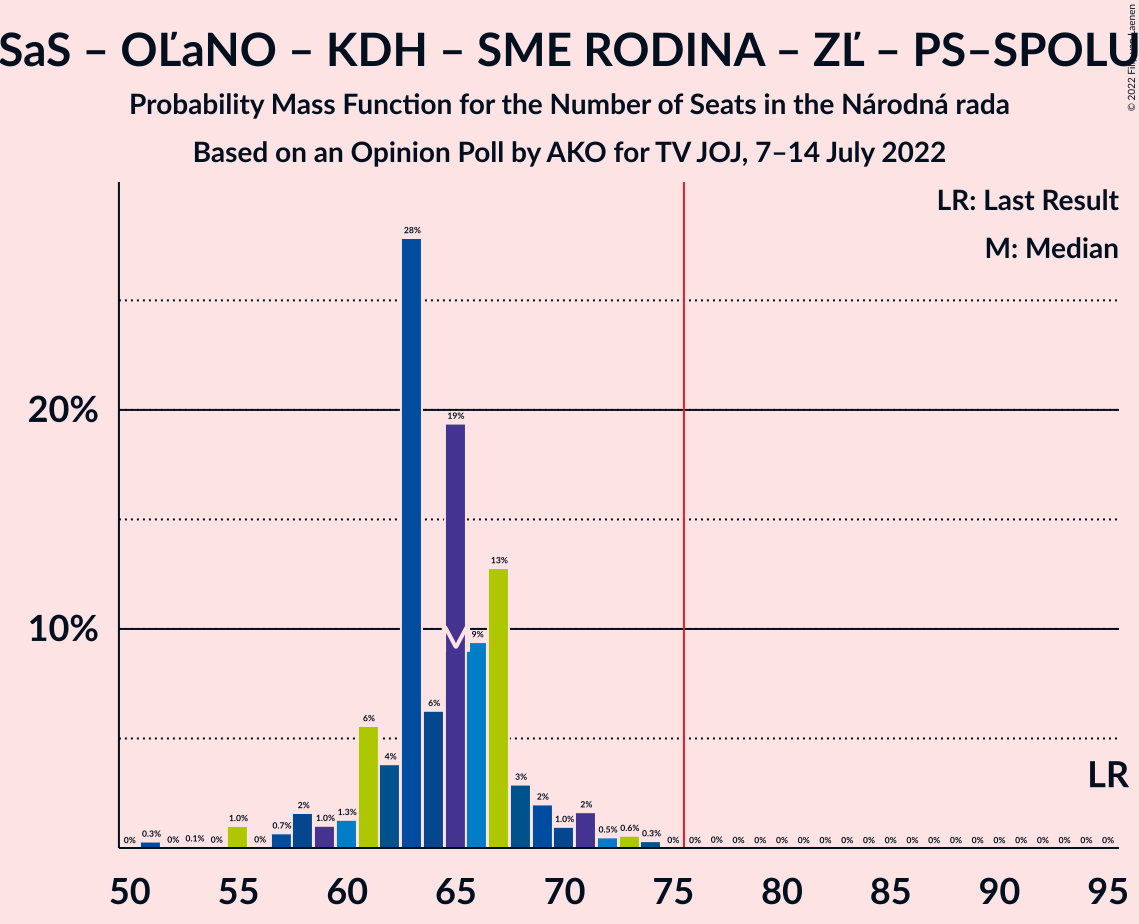 SaS – OĽaNO – KDH – SME RODINA – ZĽ – PS–SPOLU
Probability Mass Function for the Number of Seats in the Národná rada
Based on an Opinion Poll by AKO for TV JOJ, 7–14 July 2022
© 2022 Laenen
LR: Last Result
M: Median
28%
20%
19%
13%
10%
9%
6%
6%
4%
3%
2%
2%
2%
LR
0% 0.3% 0% 0.1% 0% 1.0% 0% 0.7% 1.0% 1.3% 1.0% 0.5% 0.6% 0.3% 0% 0% 0% 0% 0% 0% 0% 0% 0% 0% 0% 0% 0% 0% 0% 0% 0% 0% 0% 0% 0%
M
50 55 60 65 70 75 80 85 90 95